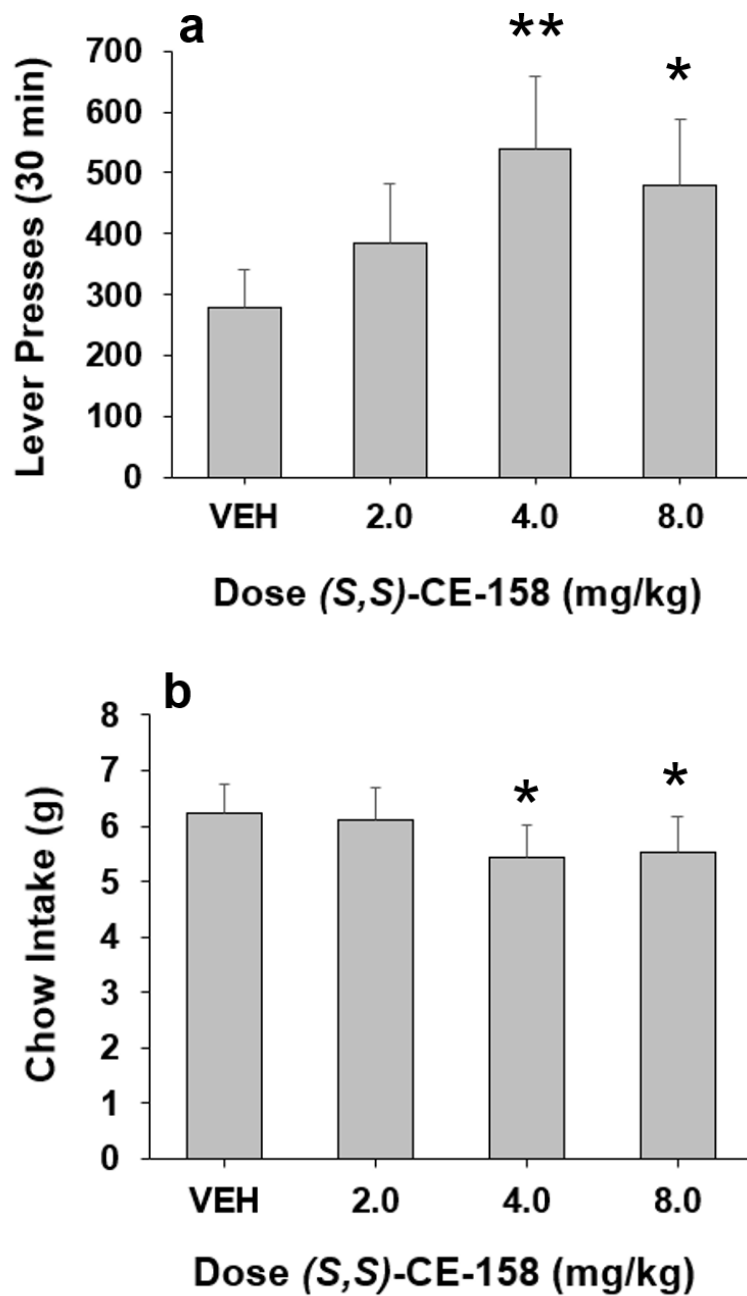 a
**
*
700
600
500
400
300
200
100
0
Lever Presses (30 min)
VEH 2.0 4.0 8.0
Dose (S,S)-CE-158 (mg/kg)
b
*
*
8
7
6
5
4
3
2
1
0
Chow Intake (g)
VEH 2.0 4.0 8.0
Dose (S,S)-CE-158 (mg/kg)